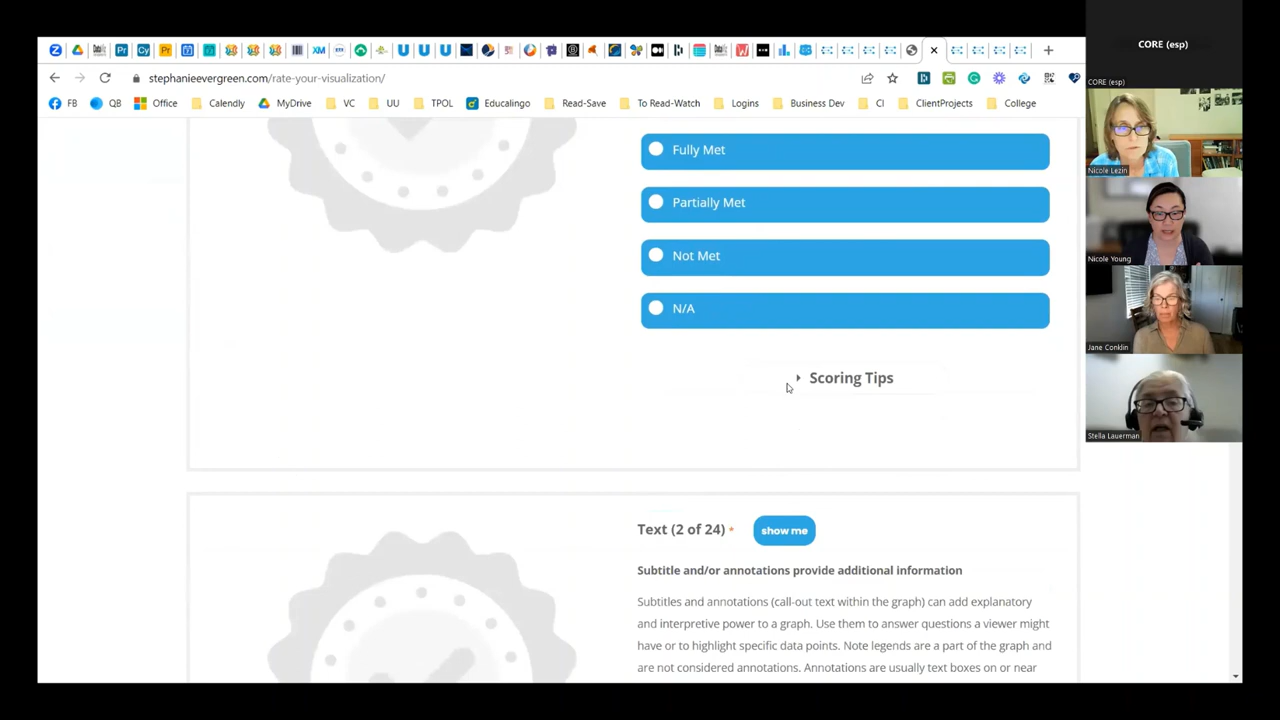 CORE (esp)
CORE (esp)
stephanieevergreen.com/rate-your-visualization/
FB
QB
Office
Calendly
MyDrive
VC
UU
TPOL
Educalingo
Read-Save
To Read-Watch
Logins
Business Dev
CI
ClientProjects
College
Fully Met
Partially Met
Not Met
N/A
Scoring Tips
Text (2 of 24) *
show me
Subtitle and/or annotations provide additional information
Subtitles and annotations (call-out text within the graph) can add explanatory
and interpretive power to a graph. Use them to answer questions a viewer might
have or to highlight specific data points. Note legends are a part of the graph and
are not considered annotations. Annotations are usually text boxes on or near
Nicole Lezin
Nicole Young
Jane Conklin
Stella Lauerman